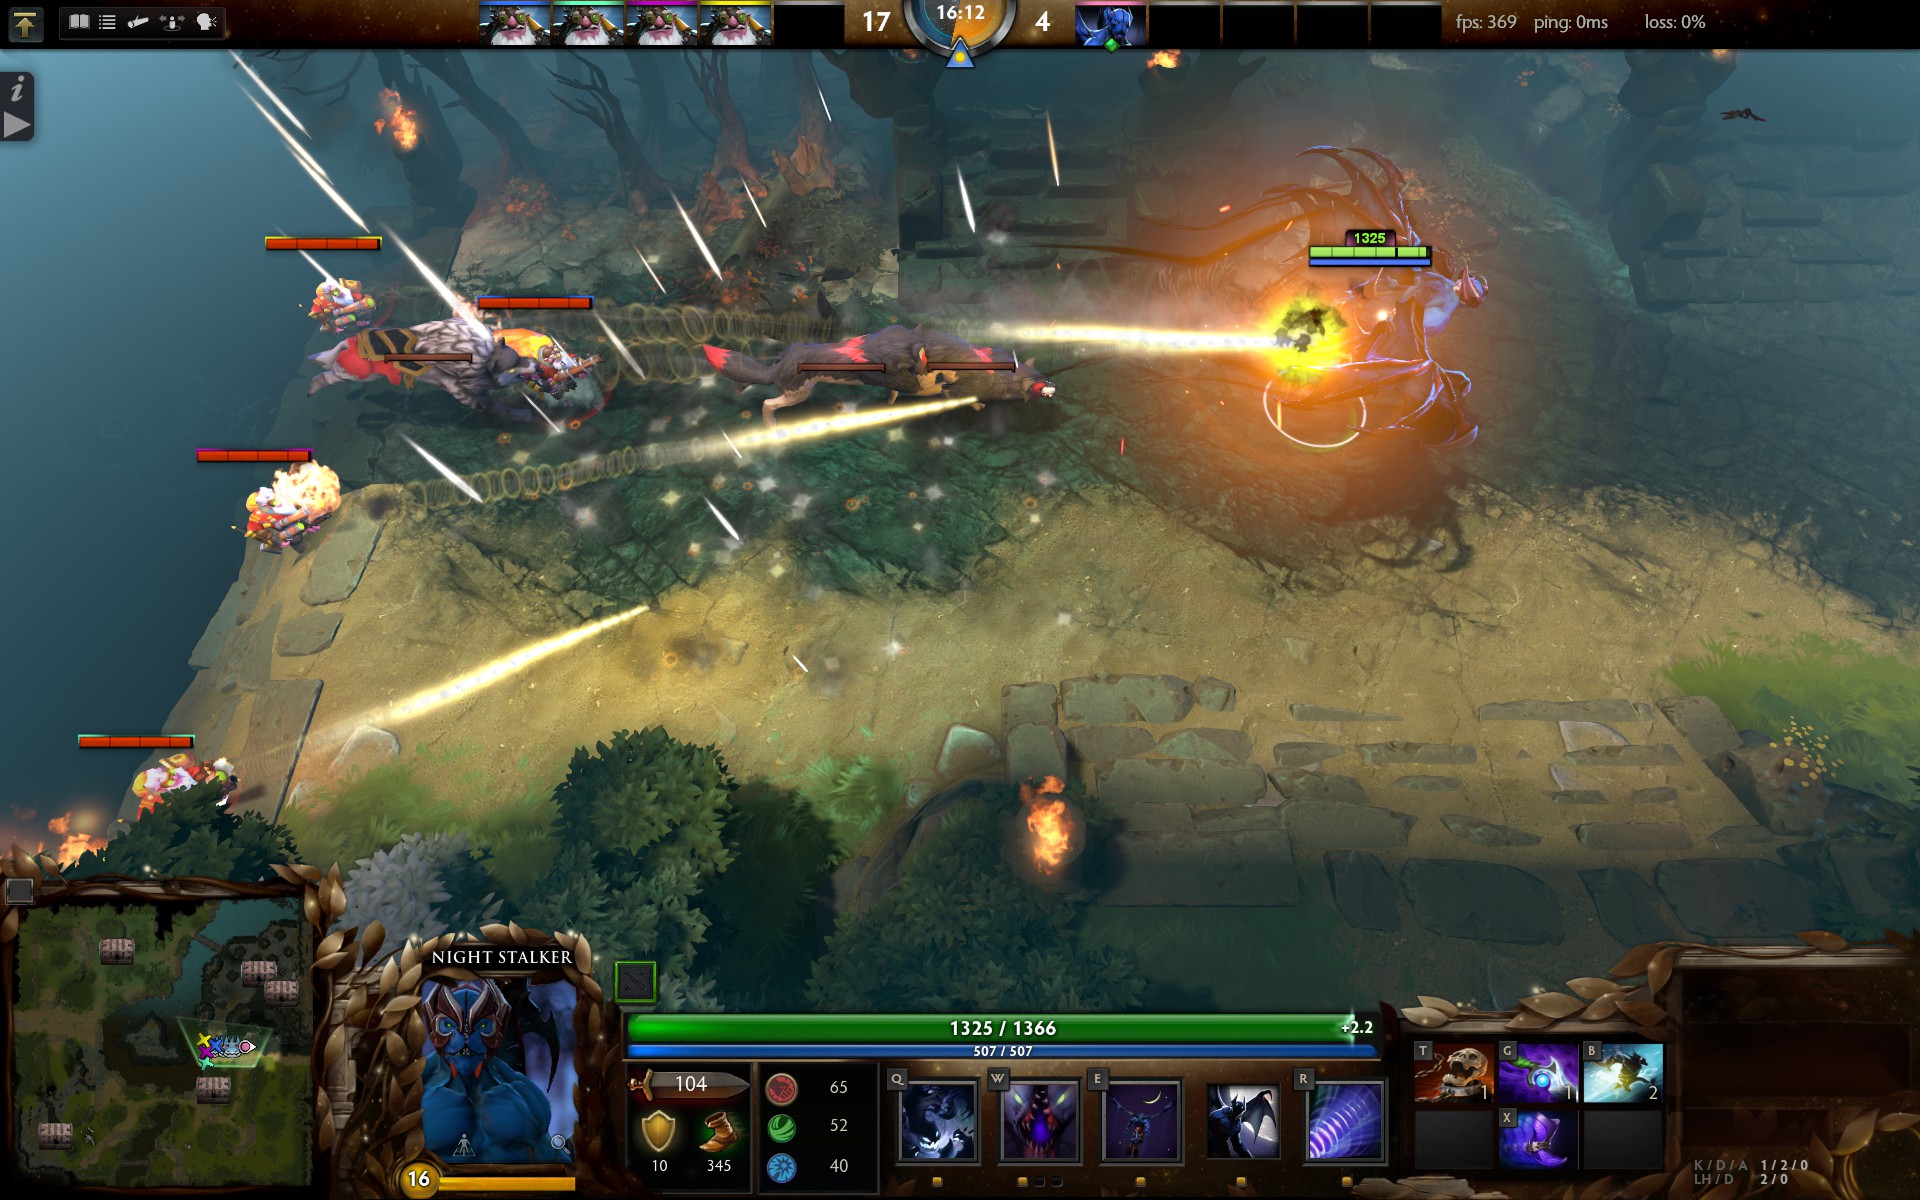 17
16:12
4
fps: 369 ping: 0ms loss: 0%
i
1325
NIGHT STALKER
16
1325 / 1366
+2.2
507 / 507
104
10
345
65
52
40
Q
W
E
R
T
1
G
1
B
2
X
K / D / A 1 / 2 / 0
LH / D 2 / 0